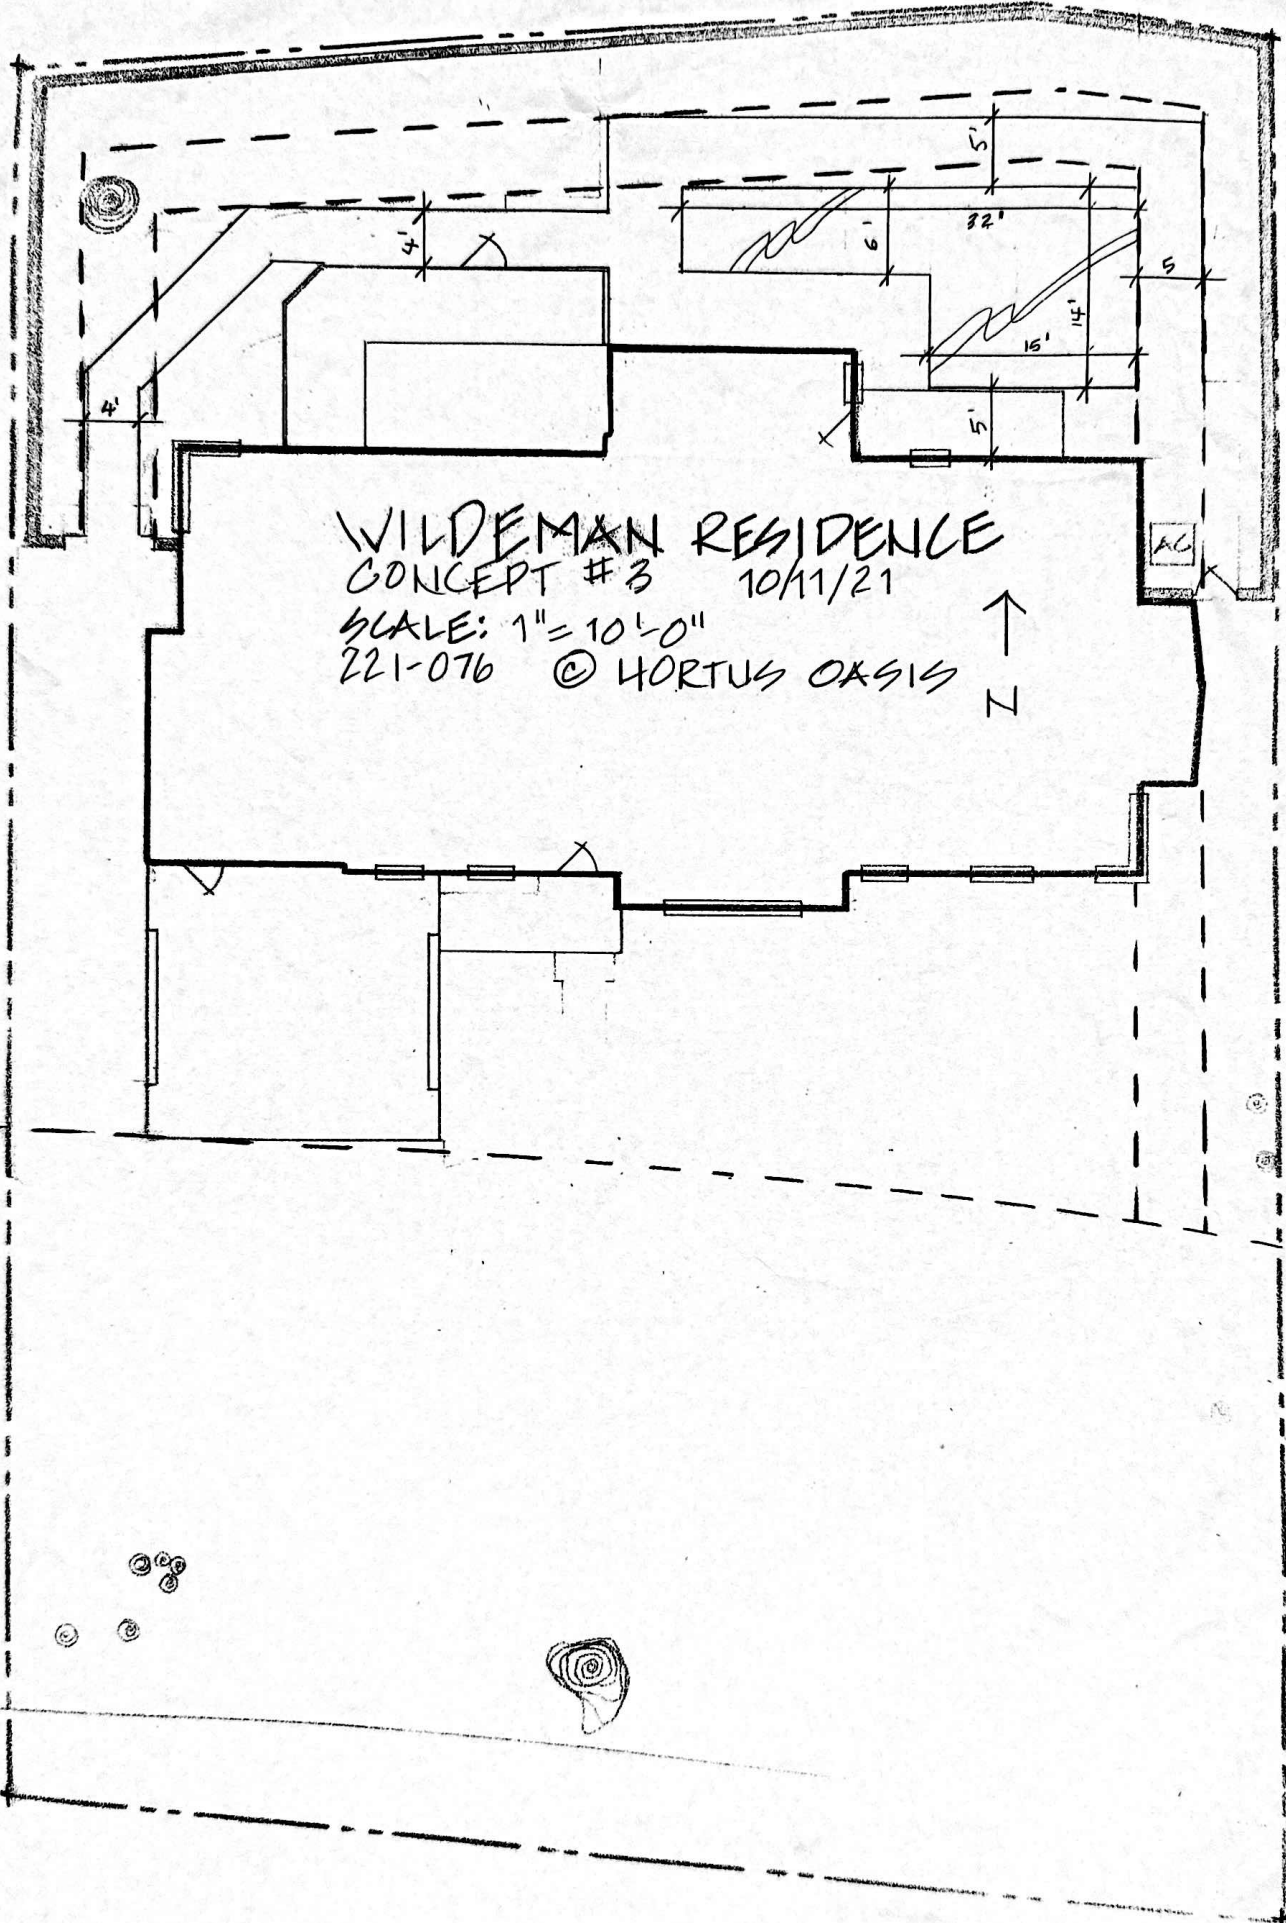 5'
4'
6'
32'
5
14'
15'
4'
5'
WILDEMAN RESIDENCE
CONCEPT #3 10/11/21
AC
SCALE: 1"=10'-0"
221-076 © HORTUS OASIS
N